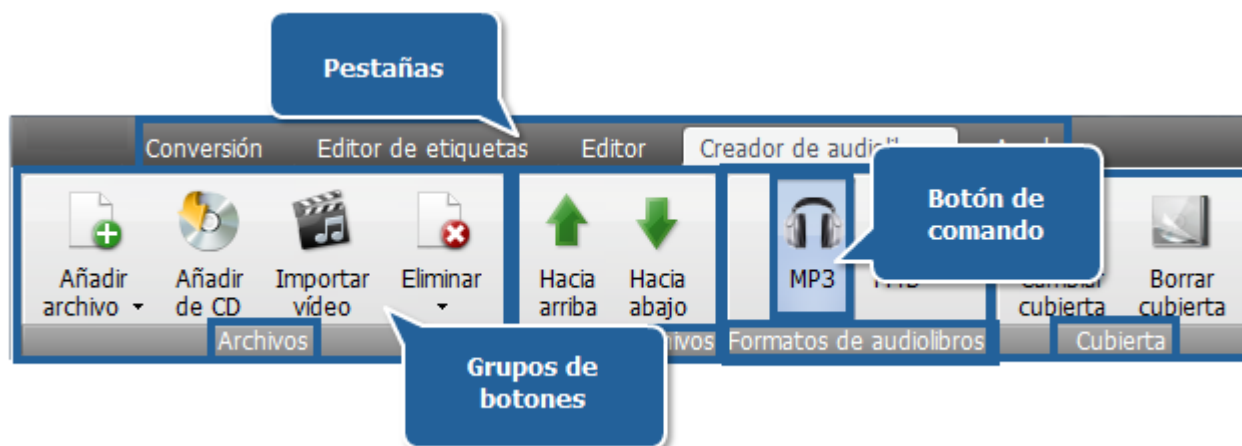 Pestañas
Conversión Editor de etiquetas Editor Creador de
Botón de
comando
Añadir
archivo
Añadir
de CD
Importar
vídeo
Eliminar
Hacia
arriba
Hacia
abajo
MP3
cubierta
Borrar
cubierta
Archivos
Formatos de audiolibros
Cubierta
Grupos de
botones